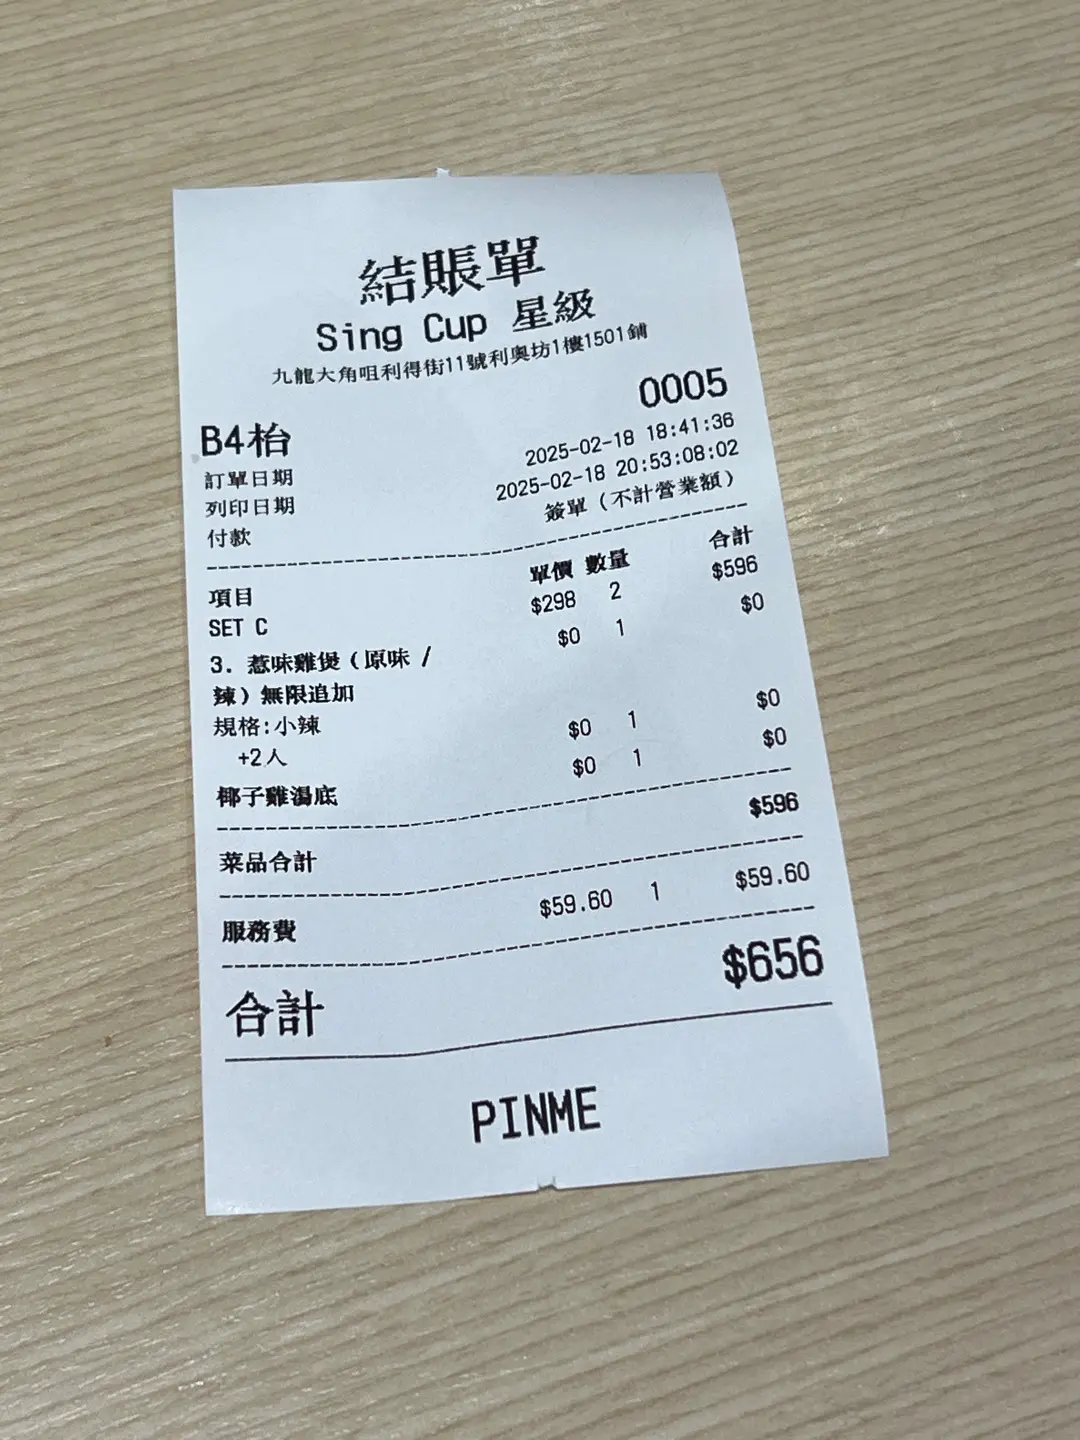 結賬單
Sing Cup 星級
九龍大角咀利得街11號利奧坊1樓1501鋪
0005
B4枱
訂單日期 2025-02-18 18:41:36
列印日期 2025-02-18 20:53:08:02
付款 簽單（不計營業額）
項目 單價 數量 合計
SET C $298 2 $596
3. 惹味雞煲（原味 / $0 1 $0
辣）無限追加
規格:小辣
+2人 $0 1 $0
椰子雞湯底 $0 1 $0
菜品合計 $596
服務費 $59.60 1 $59.60
合計 $656
PINME